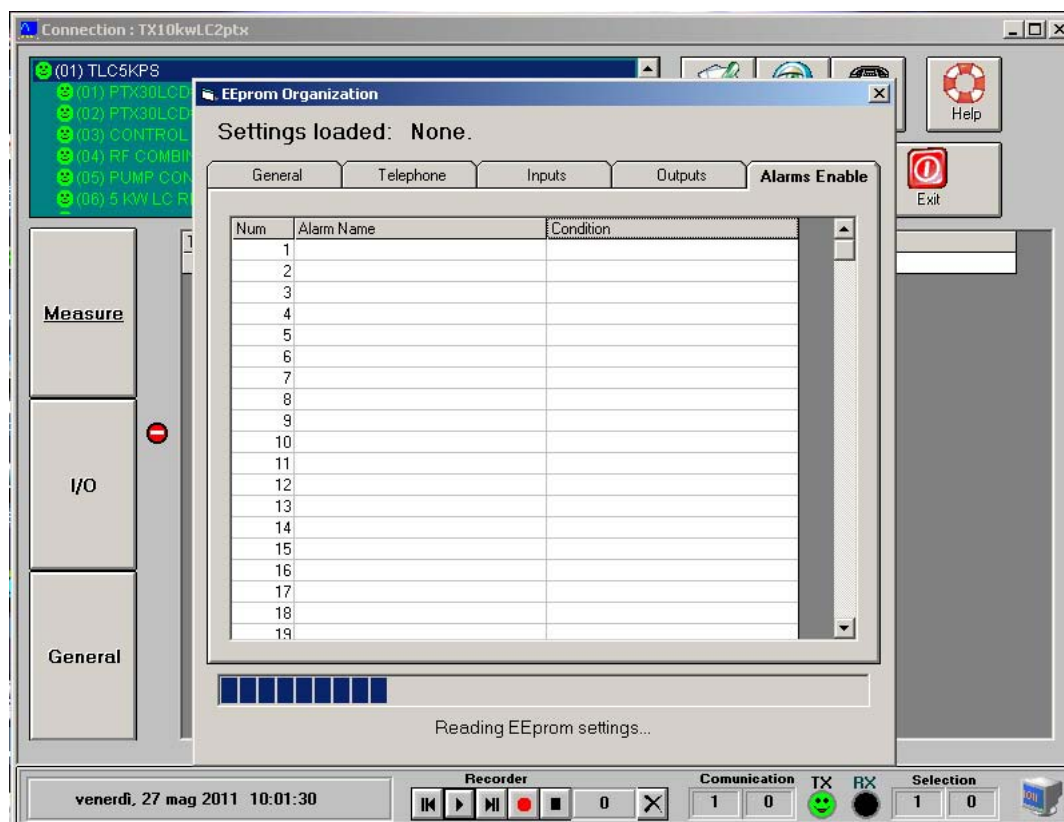 Connection : TX10kwLC2ptx
(01) TLC5KPS
(01) PTX30LCD
(02) PTX30LCD
(03) CONTROL
(04) RF COMBIN
(05) PUMP CON
(06) 5 KW LC R
Help
Exit
EEprom Organization
Settings loaded: None.
General Telephone Inputs Outputs Alarms Enable
Num Alarm Name Condition
1
2
3
4
5
6
7
8
9
10
11
12
13
14
15
16
17
18
19
Reading EEprom settings...
Measure
I/O
General
venerdì, 27 mag 2011 10:01:30
Recorder
0
Comunication
1 0
TX RX
Selection
1 0